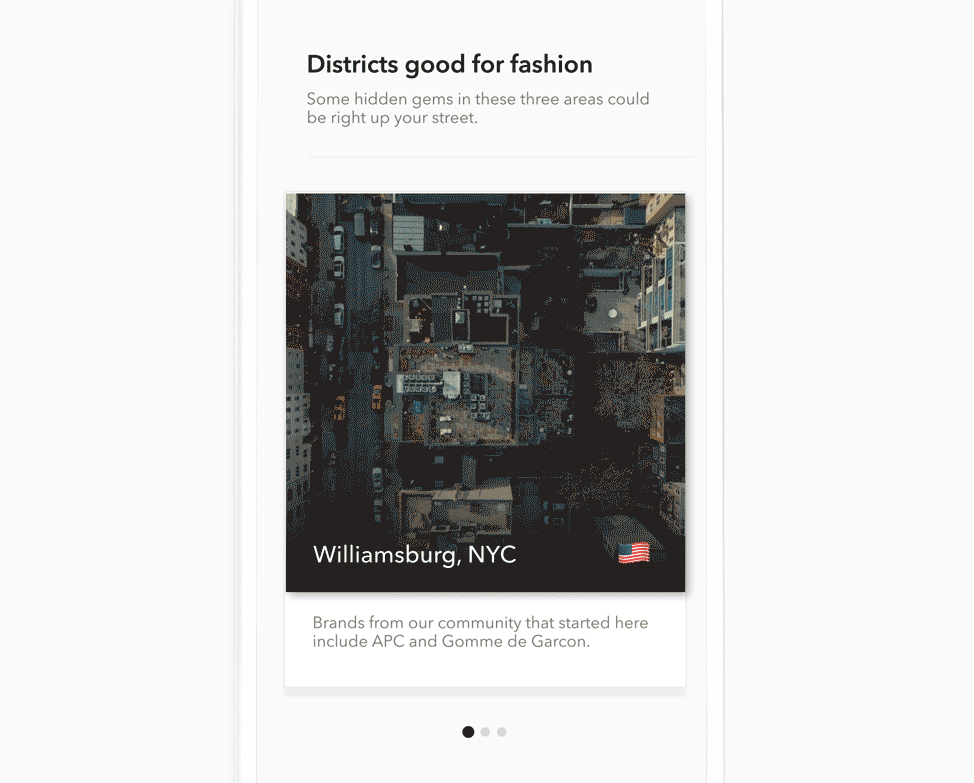 Districts good for fashion
Some hidden gems in these three areas could
be right up your street.
Williamsburg, NYC
Brands from our community that started here
include APC and Gomme de Garcon.